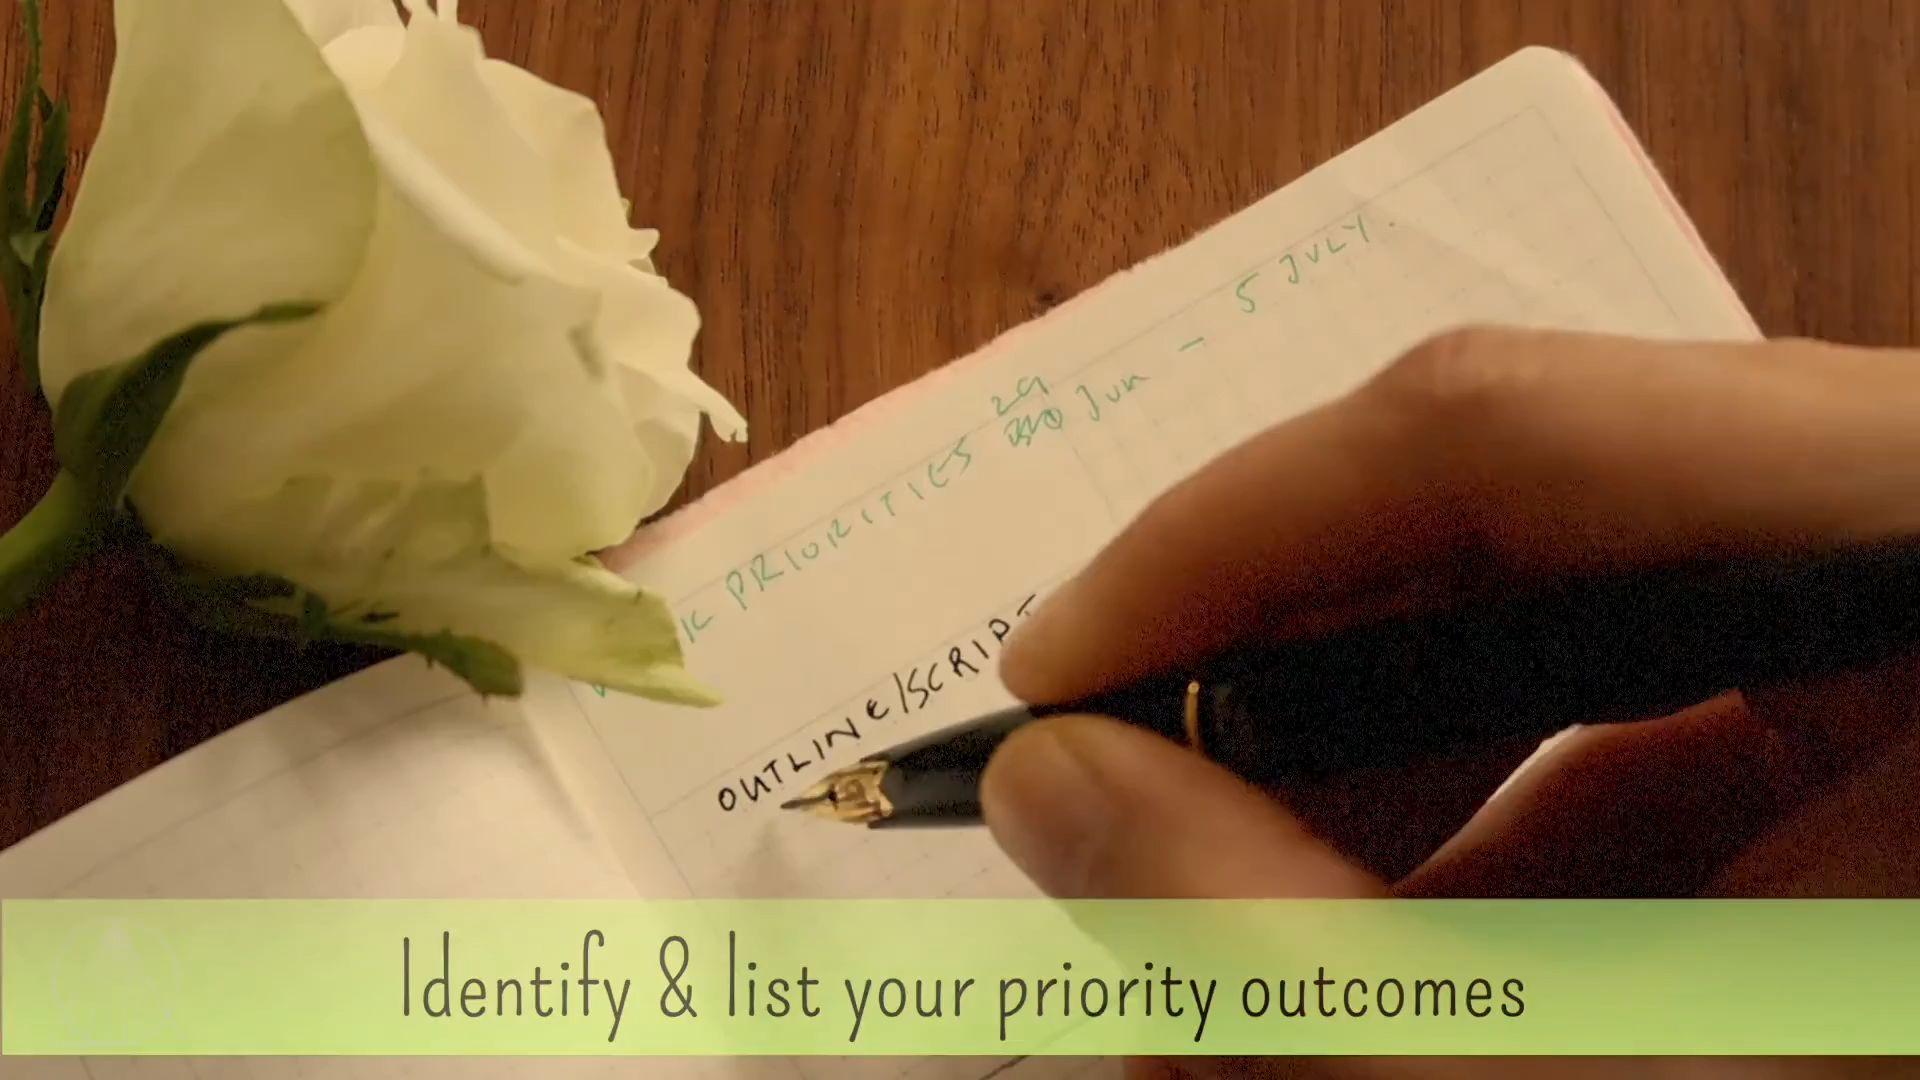 PRIORITIES 29 Jun - 5 JULY.
OUTLINE/SCRIPT
Identify & list your priority outcomes